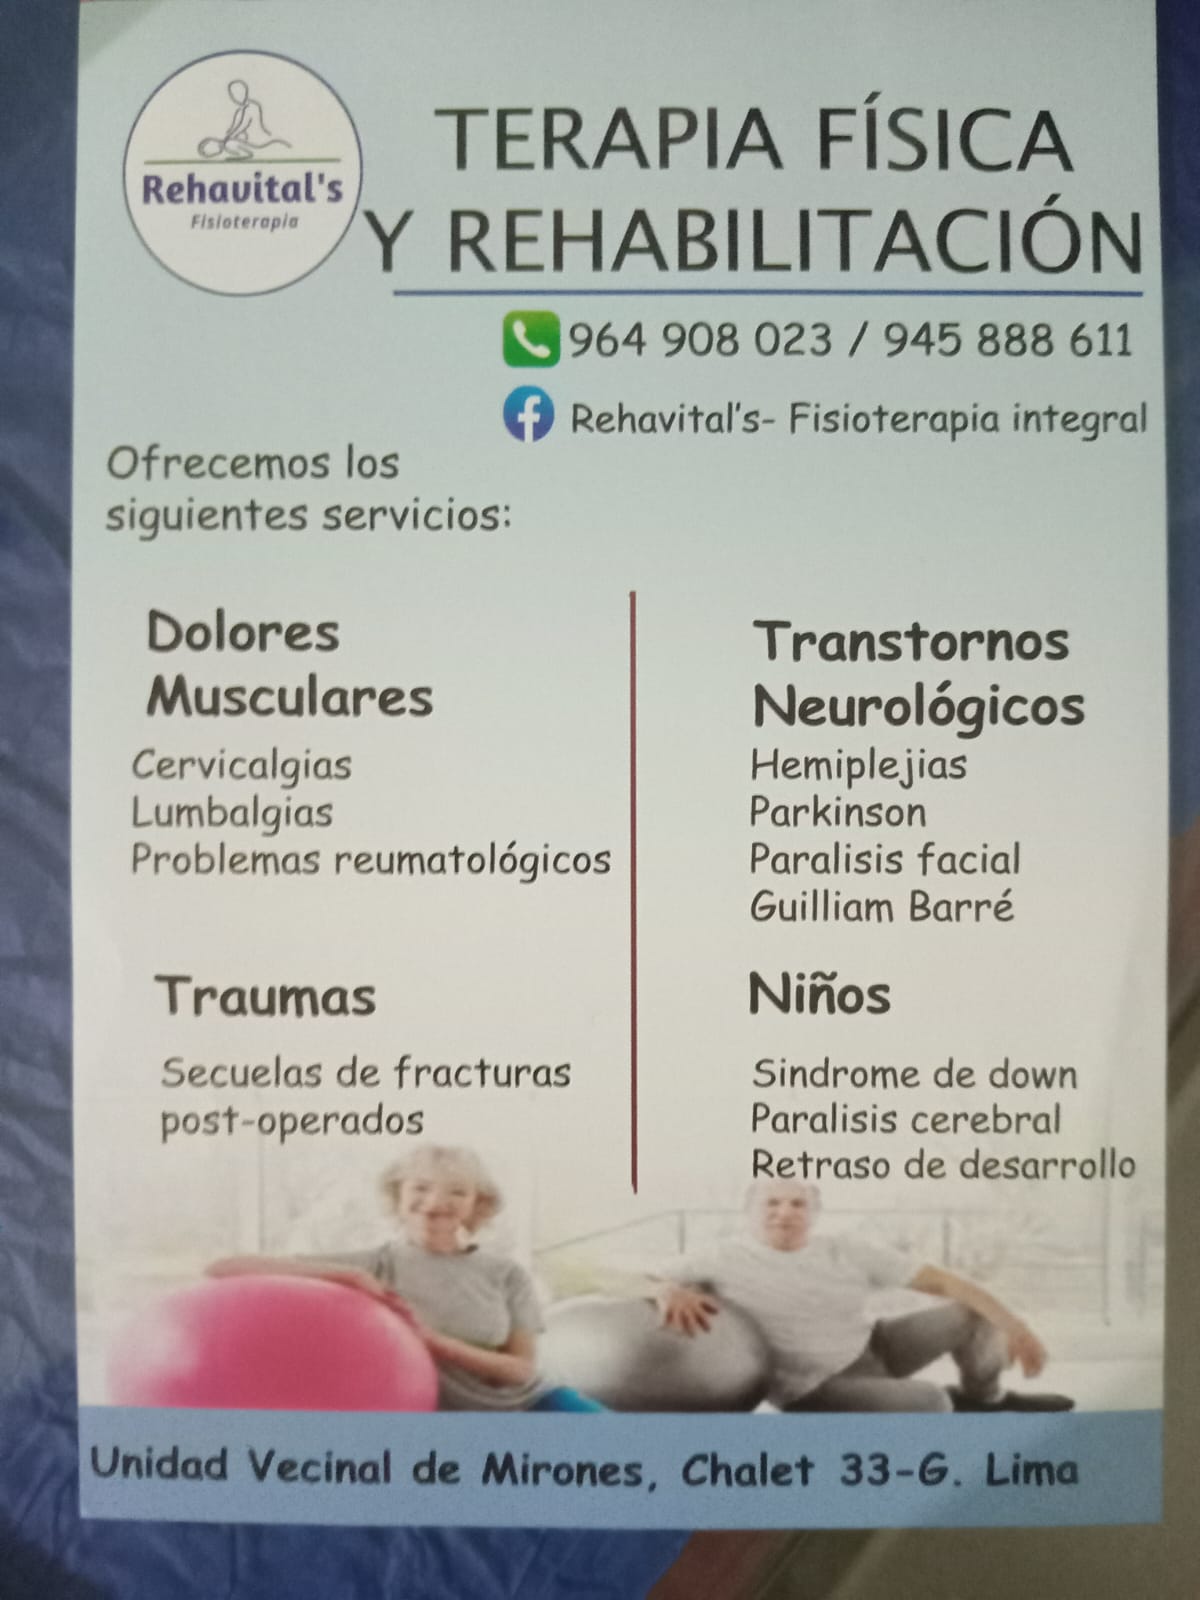 Rehavital's
Fisioterapia
TERAPIA FÍSICA
Y REHABILITACIÓN
964 908 023 / 945 888 611
Rehavital's- Fisioterapia integral
Ofrecemos los
siguientes servicios:
Dolores
Musculares
Cervicalgias
Lumbalgias
Problemas reumatológicos
Traumas
Secuelas de fracturas
post-operados
Transtornos
Neurológicos
Hemiplejias
Parkinson
Paralisis facial
Guilliam Barré
Niños
Sindrome de down
Paralisis cerebral
Retraso de desarrollo
Unidad Vecinal de Mirones, Chalet 33-G. Lima